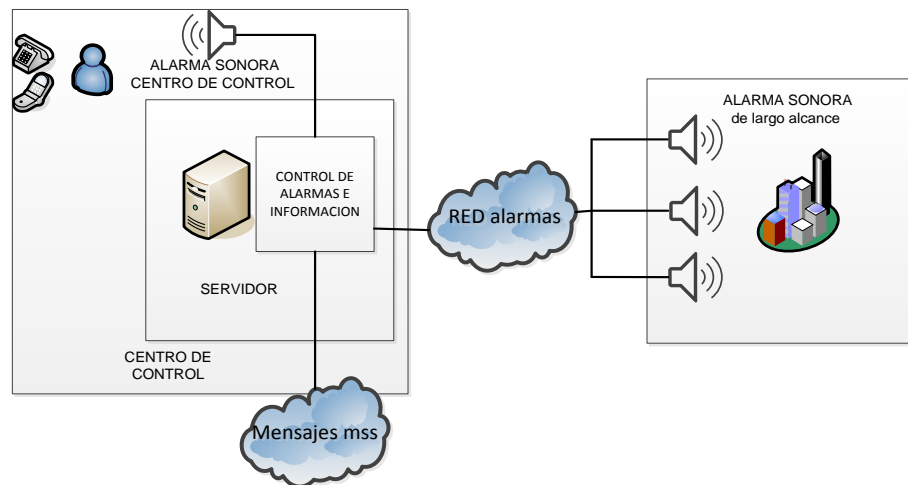 ALARMA SONORA
CENTRO DE CONTROL
CONTROL DE
ALARMAS E
INFORMACION
SERVIDOR
CENTRO DE
CONTROL
Mensajes mss
RED alarmas
ALARMA SONORA
de largo alcance